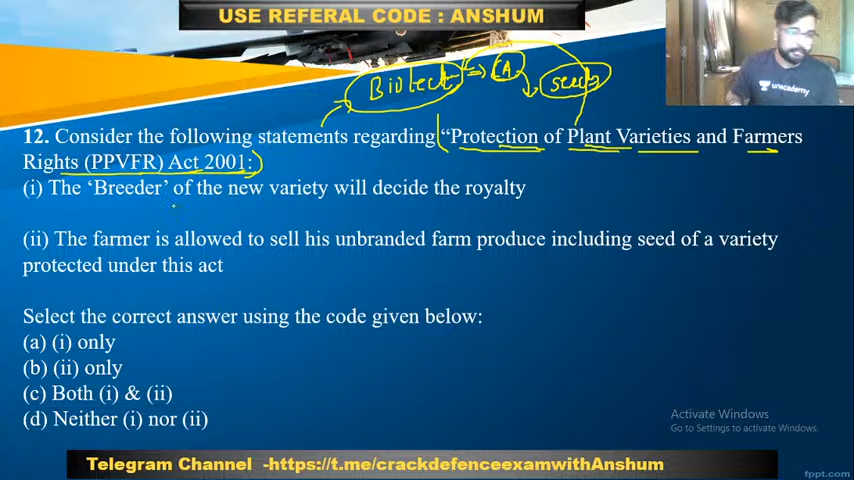 USE REFERAL CODE : ANSHUM
seeds
unacademy
12. Consider the following statements regarding "Protection of Plant Varieties and Farmers
Rights (PPVFR) Act 2001:
(i) The ‘Breeder’ of the new variety will decide the royalty
(ii) The farmer is allowed to sell his unbranded farm produce including seed of a variety
protected under this act
Select the correct answer using the code given below:
(a) (i) only
(b) (ii) only
(c) Both (i) & (ii)
(d) Neither (i) nor (ii)
Activate Windows
Go to Settings to activate Windows.
Telegram Channel -https://t.me/crackdefenceexamwithAnshum
fppt.com